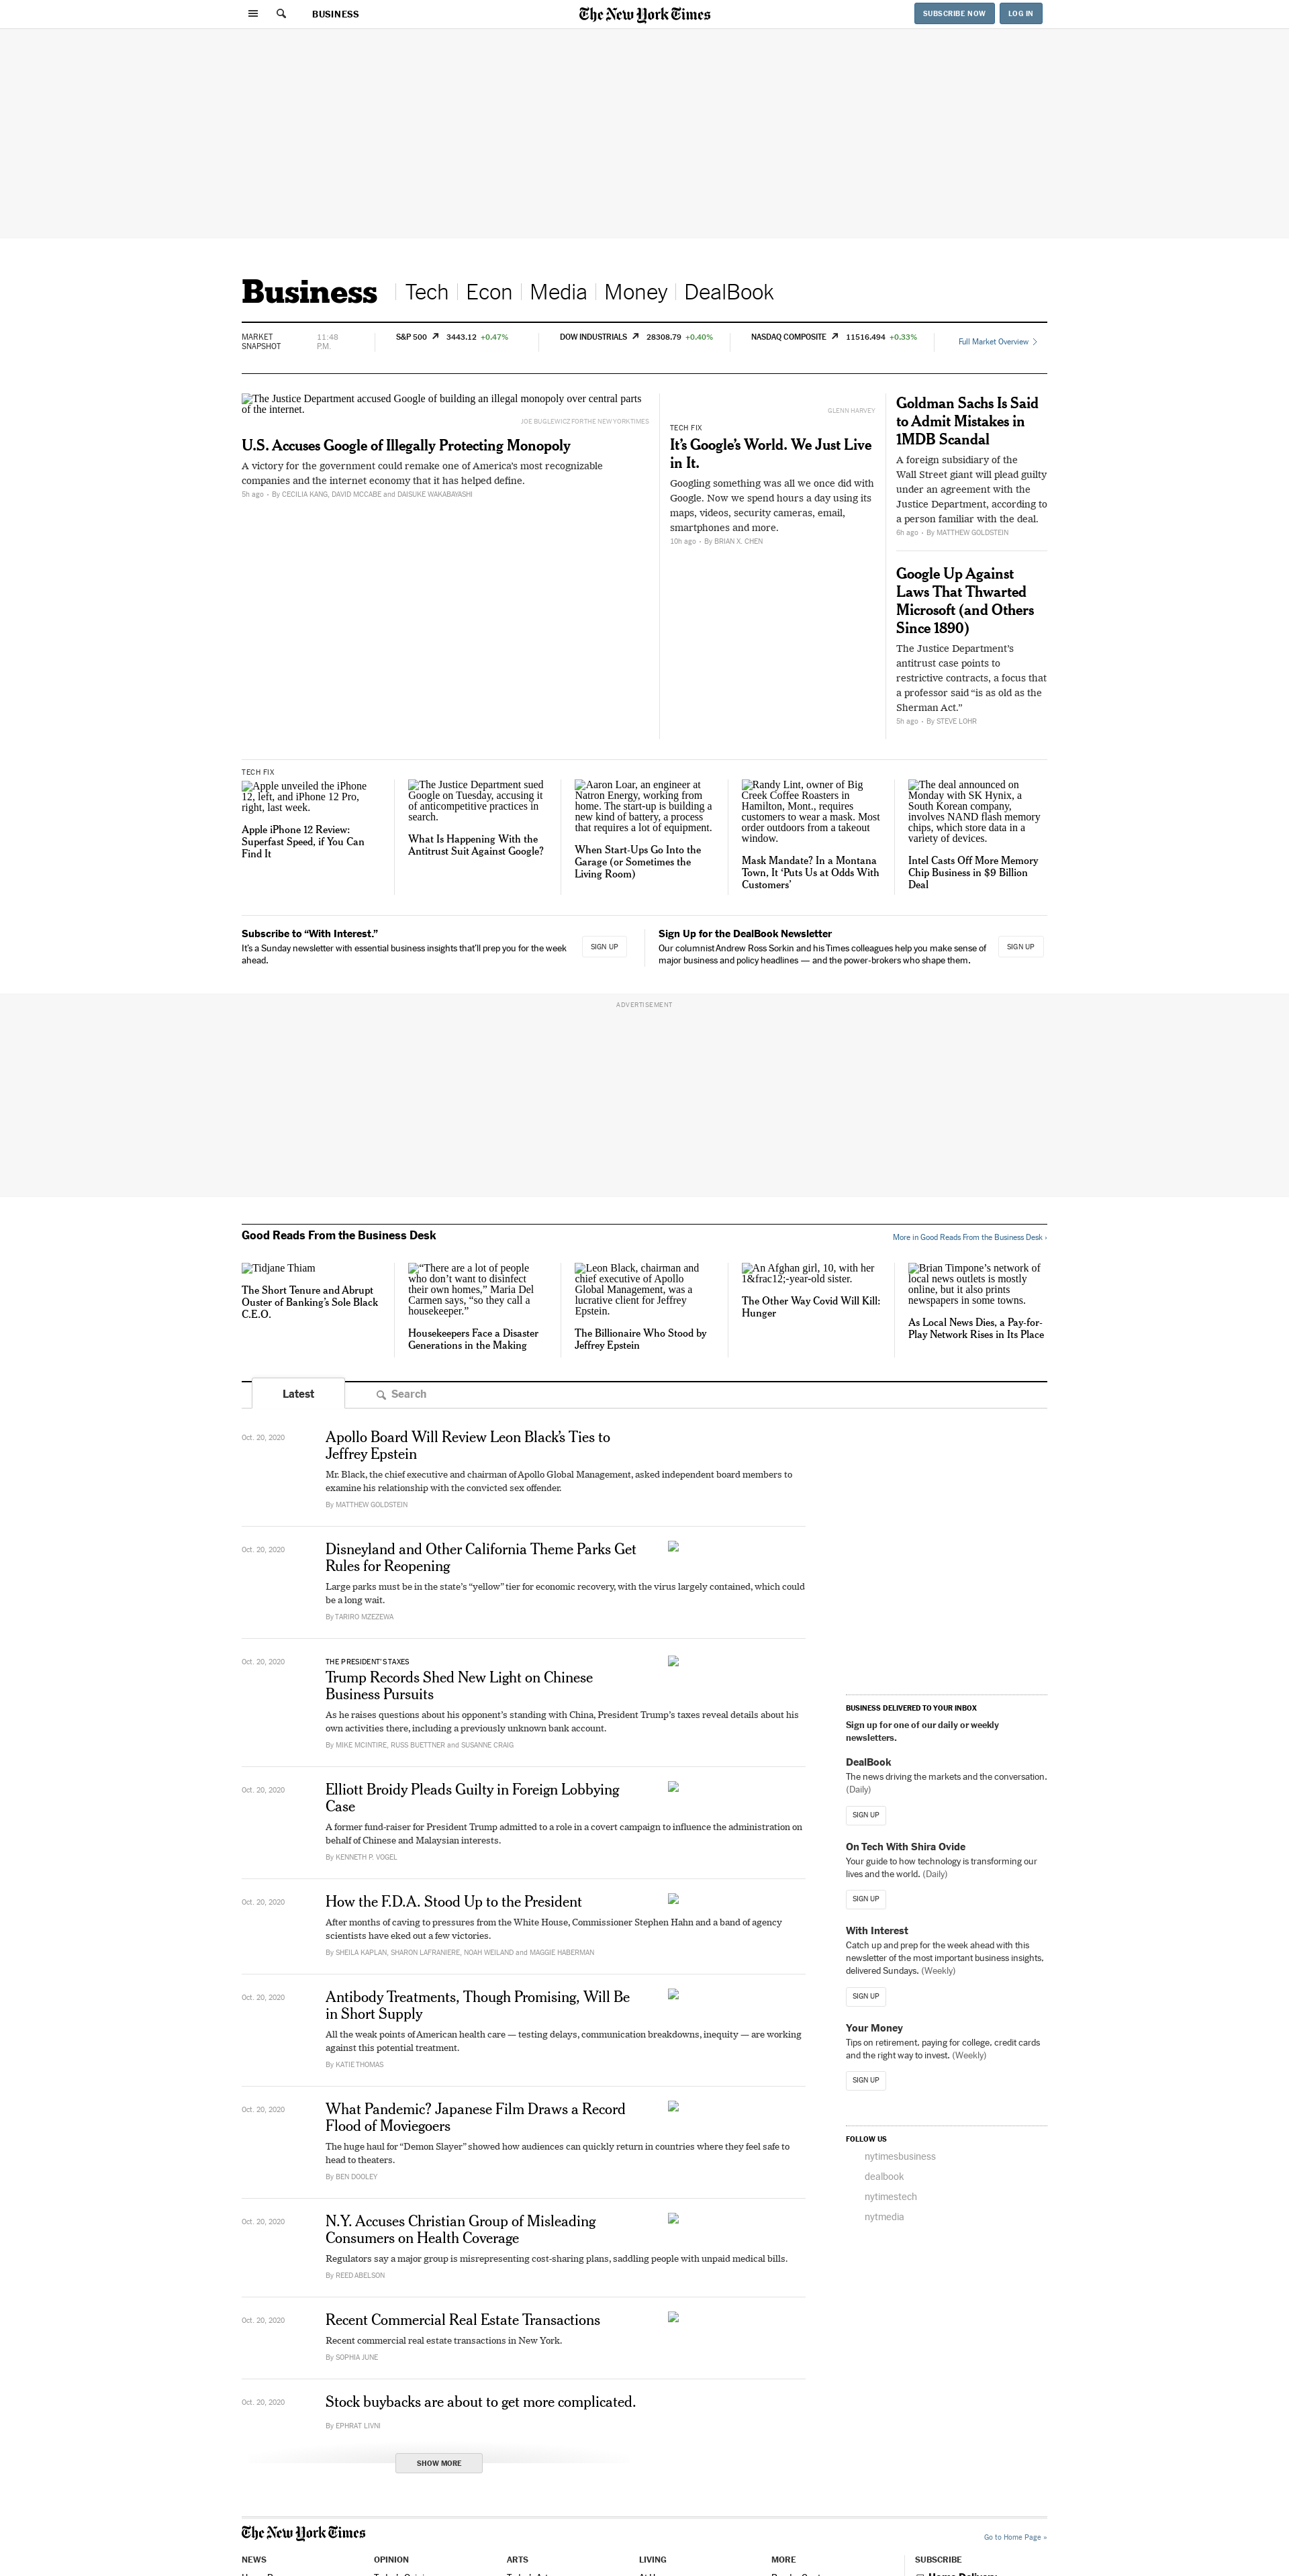 BUSINESS
The New York Times
SUBSCRIBE NOW
LOG IN
Business
Tech
Econ
Media
Money
DealBook
MARKET
SNAPSHOT
11:48
P.M.
S&P 500 3443.12 +0.47%
DOW INDUSTRIALS 28308.79 +0.40%
NASDAQ COMPOSITE 11516.494 +0.33%
Full Market Overview
The Justice Department accused Google of building an illegal monopoly over central parts
of the internet.
JOE BUGLEWICZ FOR THE NEW YORK TIMES
U.S. Accuses Google of Illegally Protecting Monopoly
A victory for the government could remake one of America's most recognizable
companies and the internet economy that it has helped define.
5h ago • By CECILIA KANG, DAVID MCCABE and DAISUKE WAKABAYASHI
GLENN HARVEY
TECH FIX
It's Google's World. We Just Live
in It.
Googling something was all we once did with
Google. Now we spend hours a day using its
maps, videos, security cameras, email,
smartphones and more.
10h ago • By BRIAN X. CHEN
Goldman Sachs Is Said
to Admit Mistakes in
1MDB Scandal
A foreign subsidiary of the
Wall Street giant will plead guilty
under an agreement with the
Justice Department, according to
a person familiar with the deal.
6h ago • By MATTHEW GOLDSTEIN
Google Up Against
Laws That Thwarted
Microsoft (and Others
Since 1890)
The Justice Department's
antitrust case points to
restrictive contracts, a focus that
a professor said “is as old as the
Sherman Act.”
5h ago • By STEVE LOHR
TECH FIX
Apple unveiled the iPhone
12, left, and iPhone 12 Pro,
right, last week.
Apple iPhone 12 Review:
Superfast Speed, if You Can
Find It
The Justice Department sued
Google on Tuesday, accusing it
of anticompetitive practices in
search.
What Is Happening With the
Antitrust Suit Against Google?
Aaron Loar, an engineer at
Natron Energy, working from
home. The start-up is building a
new kind of battery, a process
that requires a lot of equipment.
When Start-Ups Go Into the
Garage (or Sometimes the
Living Room)
Randy Lint, owner of Big
Creek Coffee Roasters in
Hamilton, Mont., requires
customers to wear a mask. Most
order outdoors from a takeout
window.
Mask Mandate? In a Montana
Town, It ‘Puts Us at Odds With
Customers’
The deal announced on
Monday with SK Hynix, a
South Korean company,
involves NAND flash memory
chips, which store data in a
variety of devices.
Intel Casts Off More Memory
Chip Business in $9 Billion
Deal
Subscribe to “With Interest.”
It's a Sunday newsletter with essential business insights that'll prep you for the week
ahead.
SIGN UP
Sign Up for the DealBook Newsletter
Our columnist Andrew Ross Sorkin and his Times colleagues help you make sense of
major business and policy headlines — and the power-brokers who shape them.
SIGN UP
ADVERTISEMENT
Good Reads From the Business Desk
More in Good Reads From the Business Desk ›
Tidjane Thiam
The Short Tenure and Abrupt
Ouster of Banking's Sole Black
C.E.O.
“There are a lot of people
who don’t want to disinfect
their own homes,” Maria Del
Carmen says, “so they call a
housekeeper.”
Housekeepers Face a Disaster
Generations in the Making
Leon Black, chairman and
chief executive of Apollo
Global Management, was a
lucrative client for Jeffrey
Epstein.
The Billionaire Who Stood by
Jeffrey Epstein
An Afghan girl, 10, with her
1&frac12;-year-old sister.
The Other Way Covid Will Kill:
Hunger
Brian Timpone’s network of
local news outlets is mostly
online, but it also prints
newspapers in some towns.
As Local News Dies, a Pay-for-
Play Network Rises in Its Place
Latest
Search
Oct. 20, 2020
Apollo Board Will Review Leon Black's Ties to
Jeffrey Epstein
Mr. Black, the chief executive and chairman of Apollo Global Management, asked independent board members to
examine his relationship with the convicted sex offender.
By MATTHEW GOLDSTEIN
Oct. 20, 2020
Disneyland and Other California Theme Parks Get
Rules for Reopening
Large parks must be in the state's “yellow” tier for economic recovery, with the virus largely contained, which could
be a long wait.
By TARIRO MZEZEWA
Oct. 20, 2020
THE PRESIDENT'S TAXES
Trump Records Shed New Light on Chinese
Business Pursuits
As he raises questions about his opponent's standing with China, President Trump's taxes reveal details about his
own activities there, including a previously unknown bank account.
By MIKE MCINTIRE, RUSS BUETTNER and SUSANNE CRAIG
Oct. 20, 2020
Elliott Broidy Pleads Guilty in Foreign Lobbying
Case
A former fund-raiser for President Trump admitted to a role in a covert campaign to influence the administration on
behalf of Chinese and Malaysian interests.
By KENNETH P. VOGEL
Oct. 20, 2020
How the F.D.A. Stood Up to the President
After months of caving to pressures from the White House, Commissioner Stephen Hahn and a band of agency
scientists have eked out a few victories.
By SHEILA KAPLAN, SHARON LAFRANIERE, NOAH WEILAND and MAGGIE HABERMAN
Oct. 20, 2020
Antibody Treatments, Though Promising, Will Be
in Short Supply
All the weak points of American health care — testing delays, communication breakdowns, inequity — are working
against this potential treatment.
By KATIE THOMAS
Oct. 20, 2020
What Pandemic? Japanese Film Draws a Record
Flood of Moviegoers
The huge haul for “Demon Slayer” showed how audiences can quickly return in countries where they feel safe to
head to theaters.
By BEN DOOLEY
Oct. 20, 2020
N.Y. Accuses Christian Group of Misleading
Consumers on Health Coverage
Regulators say a major group is misrepresenting cost-sharing plans, saddling people with unpaid medical bills.
By REED ABELSON
Oct. 20, 2020
Recent Commercial Real Estate Transactions
Recent commercial real estate transactions in New York.
By SOPHIA JUNE
Oct. 20, 2020
Stock buybacks are about to get more complicated.
By EPHRAT LIVNI
SHOW MORE
BUSINESS DELIVERED TO YOUR INBOX
Sign up for one of our daily or weekly
newsletters.
DealBook
The news driving the markets and the conversation.
(Daily)
SIGN UP
On Tech With Shira Ovide
Your guide to how technology is transforming our
lives and the world. (Daily)
SIGN UP
With Interest
Catch up and prep for the week ahead with this
newsletter of the most important business insights,
delivered Sundays. (Weekly)
SIGN UP
Your Money
Tips on retirement, paying for college, credit cards
and the right way to invest. (Weekly)
SIGN UP
FOLLOW US
nytimesbusiness
dealbook
nytimestech
nytmedia
The New York Times
Go to Home Page »
NEWS
OPINION
ARTS
LIVING
MORE
SUBSCRIBE